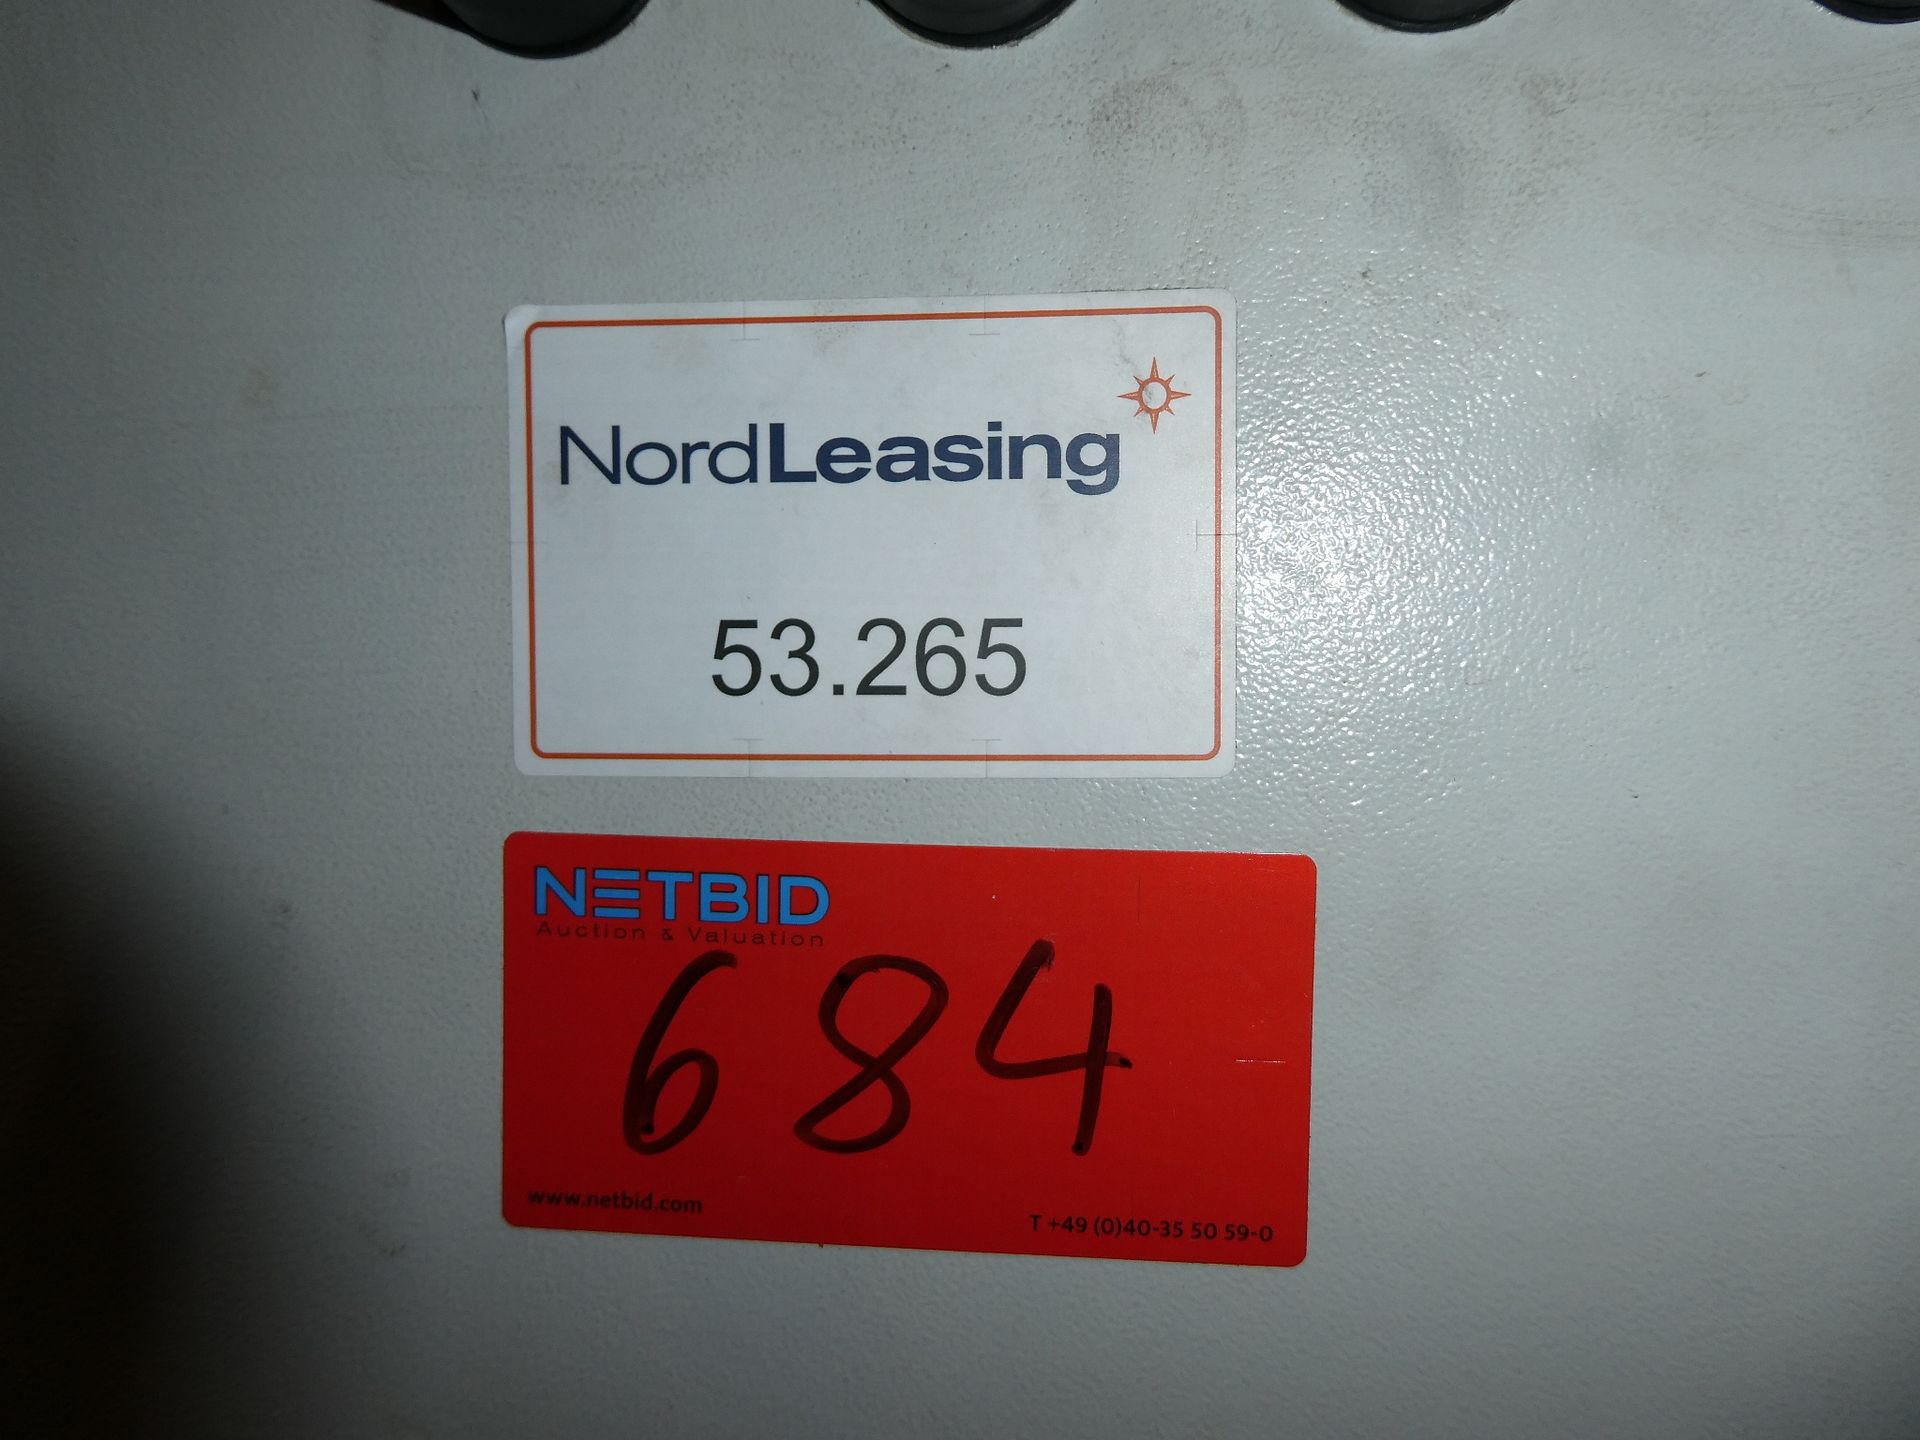 NordLeasing
53.265
NETBID
Auction & Valuation
684
www.netbid.com
T +49 (0)40-35 50 59-0